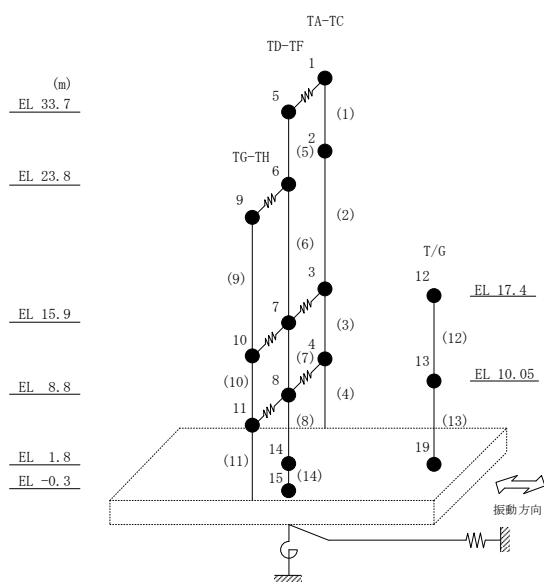 TA-TC
TD-TF
(m)
1
EL 33.7
5
(1)
2
(5)
TG-TH
EL 23.8
6
9
(2)
(6)
T/G
(9)
3
12
EL 17.4
EL 15.9
7
(3)
10
(12)
(7)
4
13
EL 10.05
EL 8.8
(10)
8
(4)
11
(8)
(13)
EL 1.8
14
19
(11)
(14)
EL -0.3
15
振動方向